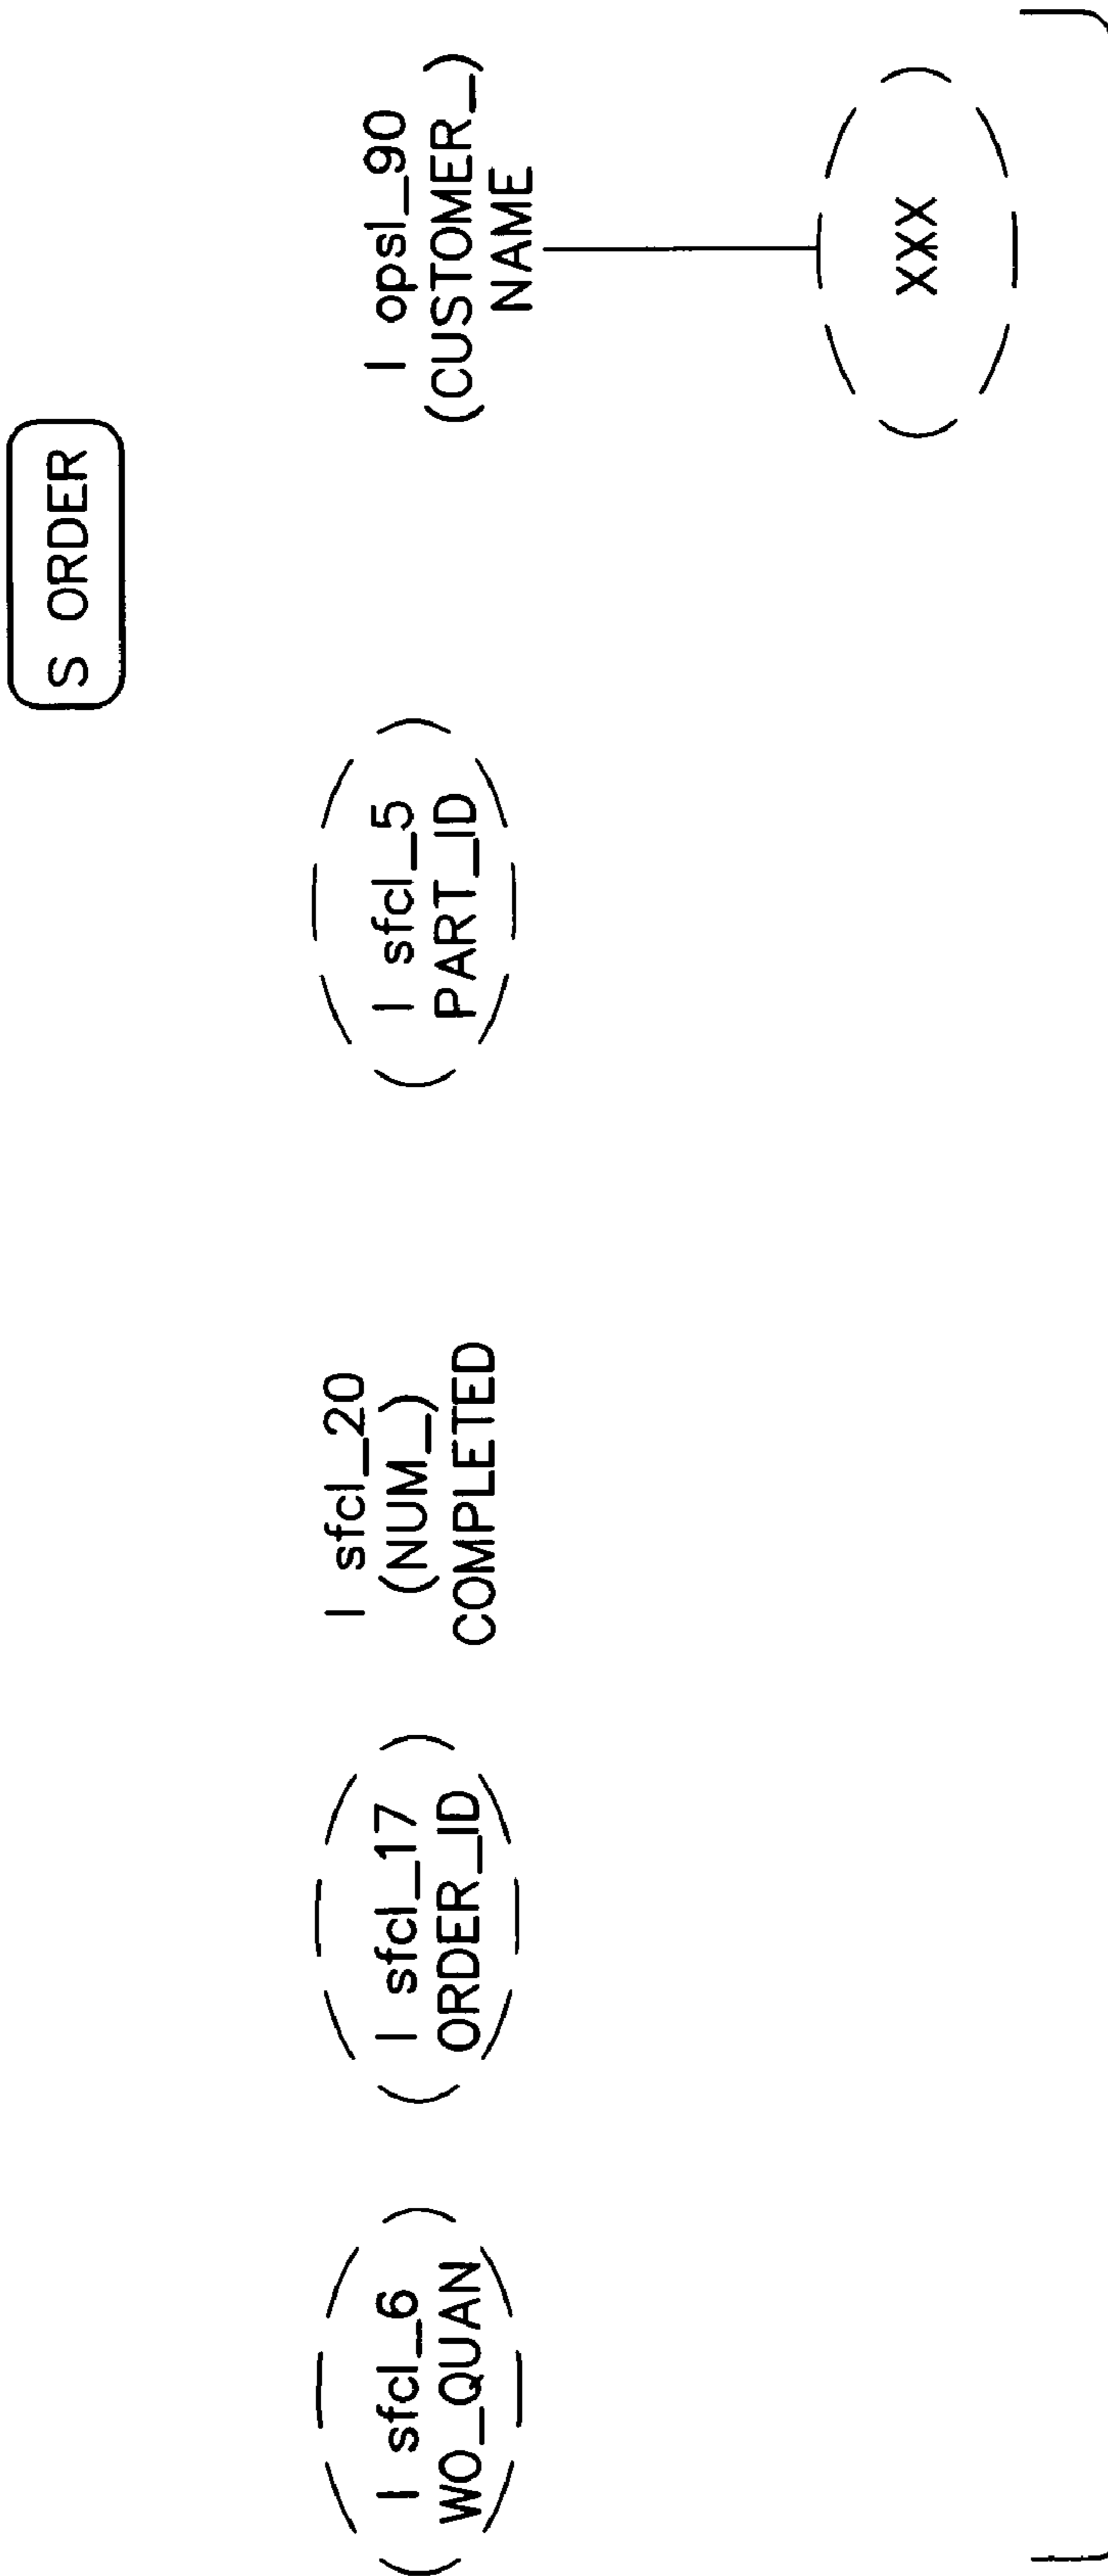 S ORDER
I sfcl_6
WO_QUAN
I sfcl_17
ORDER_ID
I sfcl_20
(NUM_)
COMPLETED
I sfcl_5
PART_ID
I opsl_90
(CUSTOMER_)
NAME
XXX